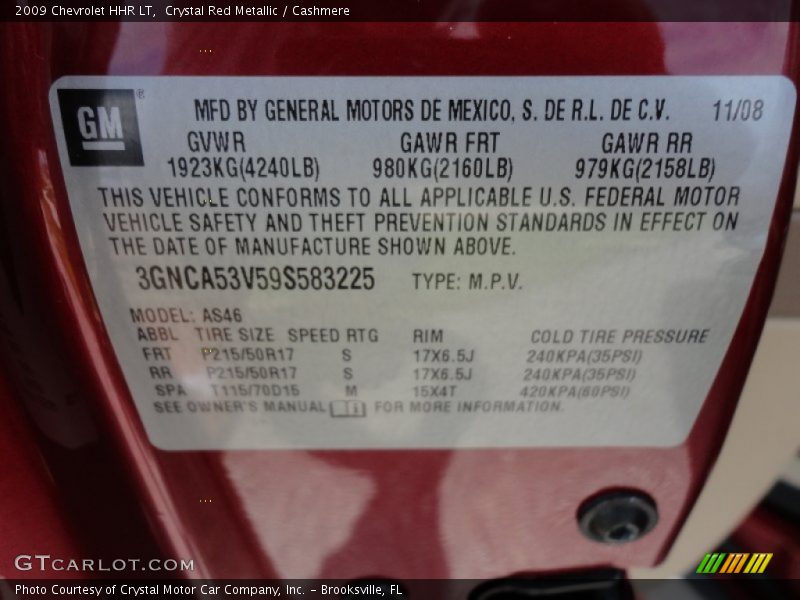 2009 Chevrolet HHR LT, Crystal Red Metallic / Cashmere
GM®
MFD BY GENERAL MOTORS DE MEXICO, S. DE R.L. DE C.V. 11/08
GVWR GAWR FRT GAWR RR
1923KG(4240LB) 980KG(2160LB) 979KG(2158LB)
THIS VEHICLE CONFORMS TO ALL APPLICABLE U.S. FEDERAL MOTOR
VEHICLE SAFETY AND THEFT PREVENTION STANDARDS IN EFFECT ON
THE DATE OF MANUFACTURE SHOWN ABOVE.
3GNCA53V59S583225 TYPE: M.P.V.
MODEL: AS46
ABBL TIRE SIZE SPEED RTG RIM COLD TIRE PRESSURE
FRT P215/50R17 S 17X6.5J 240KPA(35PSI)
RR P215/50R17 S 17X6.5J 240KPA(35PSI)
SPA T115/70D15 M 15X4T 420KPA(60PSI)
SEE OWNER'S MANUAL FOR MORE INFORMATION.
GTCARLOT.COM
Photo Courtesy of Crystal Motor Car Company, Inc. - Brooksville, FL